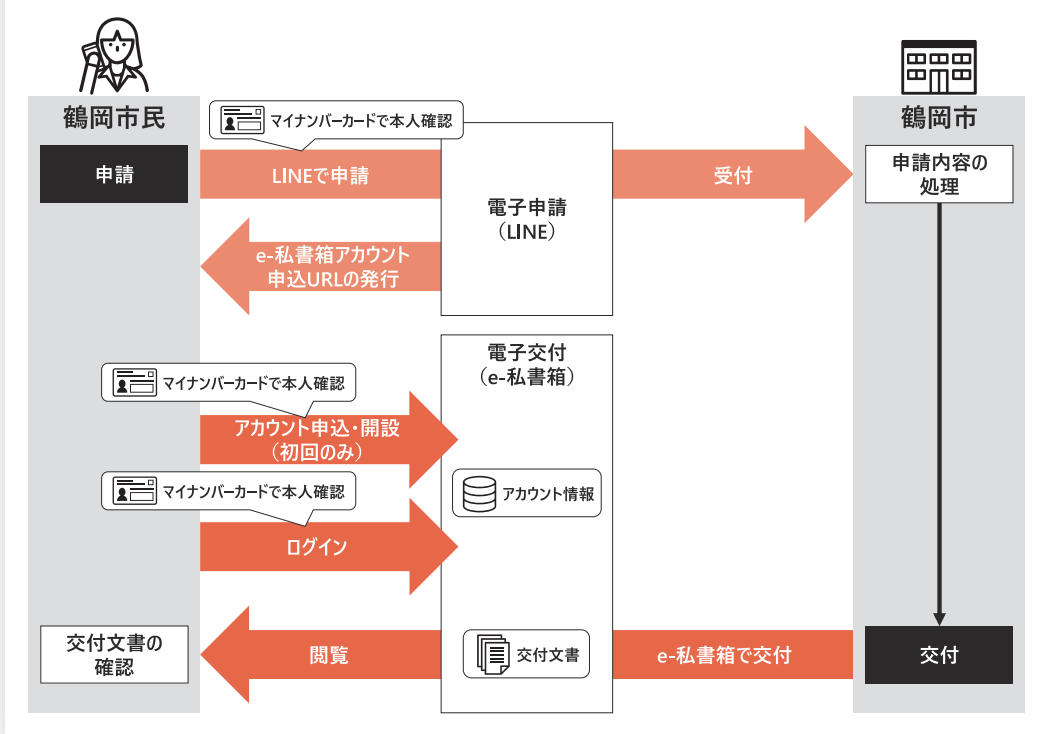 鶴岡市民
鶴岡市
マイナンバーカードで本人確認
申請
LINEで申請
受付
申請内容の
処理
電子申請
（LINE）
e-私書箱アカウント
申込URLの発行
電子交付
（e-私書箱）
マイナンバーカードで本人確認
アカウント申込・開設
（初回のみ）
マイナンバーカードで本人確認
アカウント情報
ログイン
交付文書の
確認
閲覧
交付文書
e-私書箱で交付
交付